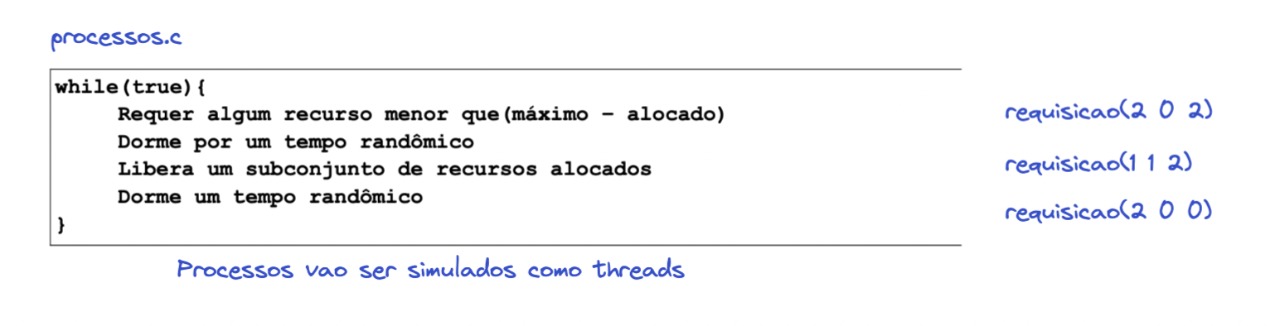 processos.c
while(true){
Requer algum recurso menor que(máximo – alocado)
Dorme por um tempo randômico
Libera um subconjunto de recursos alocados
Dorme um tempo randômico
}
requisicao(2 0 2)
requisicao(1 1 2)
requisicao(2 0 0)
Processos vao ser simulados como threads